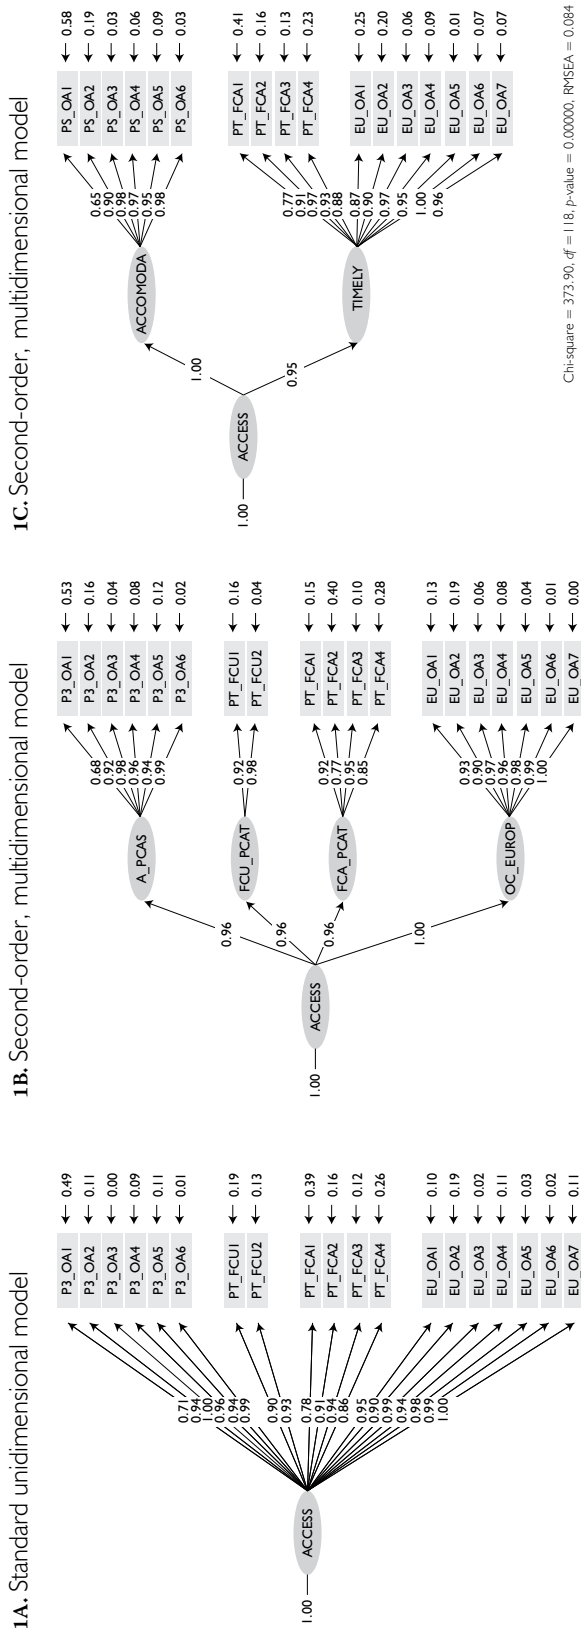 1A. Standard unidimensional model
1.00
ACCESS
0.71
0.94
1.00
0.96
0.94
0.99
0.90
0.93
0.78
0.91
0.94
0.86
0.95
0.90
0.99
0.94
0.98
0.99
1.00
P3_OA1 0.49
P3_OA2 0.11
P3_OA3 0.00
P3_OA4 0.09
P3_OA5 0.11
P3_OA6 0.01
PT_FCU1 0.19
PT_FCU2 0.13
PT_FCA1 0.39
PT_FCA2 0.16
PT_FCA3 0.12
PT_FCA4 0.26
EU_OA1 0.10
EU_OA2 0.19
EU_OA3 0.02
EU_OA4 0.11
EU_OA5 0.03
EU_OA6 0.02
EU_OA7 0.11
1B. Second-order, multidimensional model
1.00
ACCESS
0.96
0.96
0.96
1.00
A_PCAS
FCU_PCAT
FCA_PCAT
OC_EUROP
0.68
0.92
0.98
0.96
0.94
0.99
0.92
0.98
0.92
0.77
0.95
0.85
0.93
0.90
0.97
0.96
0.98
0.99
1.00
P3_OA1 0.53
P3_OA2 0.16
P3_OA3 0.04
P3_OA4 0.08
P3_OA5 0.12
P3_OA6 0.02
PT_FCU1 0.16
PT_FCU2 0.04
PT_FCA1 0.15
PT_FCA2 0.40
PT_FCA3 0.10
PT_FCA4 0.28
EU_OA1 0.13
EU_OA2 0.19
EU_OA3 0.06
EU_OA4 0.08
EU_OA5 0.04
EU_OA6 0.01
EU_OA7 0.00
1C. Second-order, multidimensional model
1.00
ACCESS
1.00
0.95
ACCOMODA
TIMELY
0.65
0.90
0.98
0.97
0.95
0.98
0.77
0.91
0.97
0.93
0.88
0.87
0.90
0.97
0.95
1.00
0.96
PS_OA1 0.58
PS_OA2 0.19
PS_OA3 0.03
PS_OA4 0.06
PS_OA5 0.09
PS_OA6 0.03
PT_FCA1 0.41
PT_FCA2 0.16
PT_FCA3 0.13
PT_FCA4 0.23
EU_OA1 0.25
EU_OA2 0.20
EU_OA3 0.06
EU_OA4 0.09
EU_OA5 0.01
EU_OA6 0.07
EU_OA7 0.07
Chi-square = 373.90, df = 118, p-value = 0.00000, RMSEA = 0.084